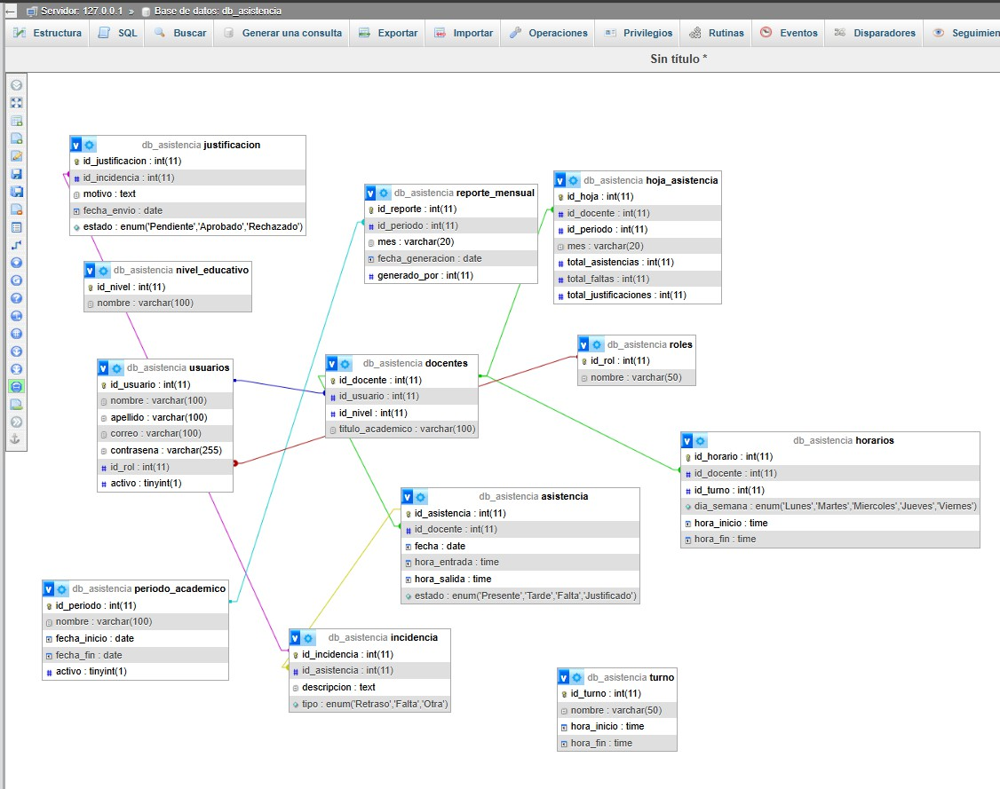 Servidor: 127.0.0.1 » Base de datos: db_asistencia
Estructura SQL Buscar Generar una consulta Exportar Importar Operaciones Privilegios Rutinas Eventos Disparadores Seguimien
Sin título *
db_asistencia justificacion
id_justificacion : int(11)
id_incidencia : int(11)
motivo : text
fecha_envio : date
estado : enum('Pendiente','Aprobado','Rechazado')
db_asistencia reporte_mensual
id_reporte : int(11)
id_periodo : int(11)
mes : varchar(20)
fecha_generacion : date
generado_por : int(11)
db_asistencia hoja_asistencia
id_hoja : int(11)
id_docente : int(11)
id_periodo : int(11)
mes : varchar(20)
total_asistencias : int(11)
total_faltas : int(11)
total_justificaciones : int(11)
db_asistencia nivel_educativo
id_nivel : int(11)
nombre : varchar(100)
db_asistencia usuarios
id_usuario : int(11)
nombre : varchar(100)
apellido : varchar(100)
correo : varchar(100)
contrasena : varchar(255)
id_rol : int(11)
activo : tinyint(1)
db_asistencia docentes
id_docente : int(11)
id_usuario : int(11)
id_nivel : int(11)
titulo_academico : varchar(100)
db_asistencia roles
id_rol : int(11)
nombre : varchar(50)
db_asistencia horarios
id_horario : int(11)
id_docente : int(11)
id_turno : int(11)
dia_semana : enum('Lunes','Martes','Miercoles','Jueves','Viernes')
hora_inicio : time
hora_fin : time
db_asistencia asistencia
id_asistencia : int(11)
id_docente : int(11)
fecha : date
hora_entrada : time
hora_salida : time
estado : enum('Presente','Tarde','Falta','Justificado')
db_asistencia periodo_academico
id_periodo : int(11)
nombre : varchar(100)
fecha_inicio : date
fecha_fin : date
activo : tinyint(1)
db_asistencia incidencia
id_incidencia : int(11)
id_asistencia : int(11)
descripcion : text
tipo : enum('Retraso','Falta','Otra')
db_asistencia turno
id_turno : int(11)
nombre : varchar(50)
hora_inicio : time
hora_fin : time